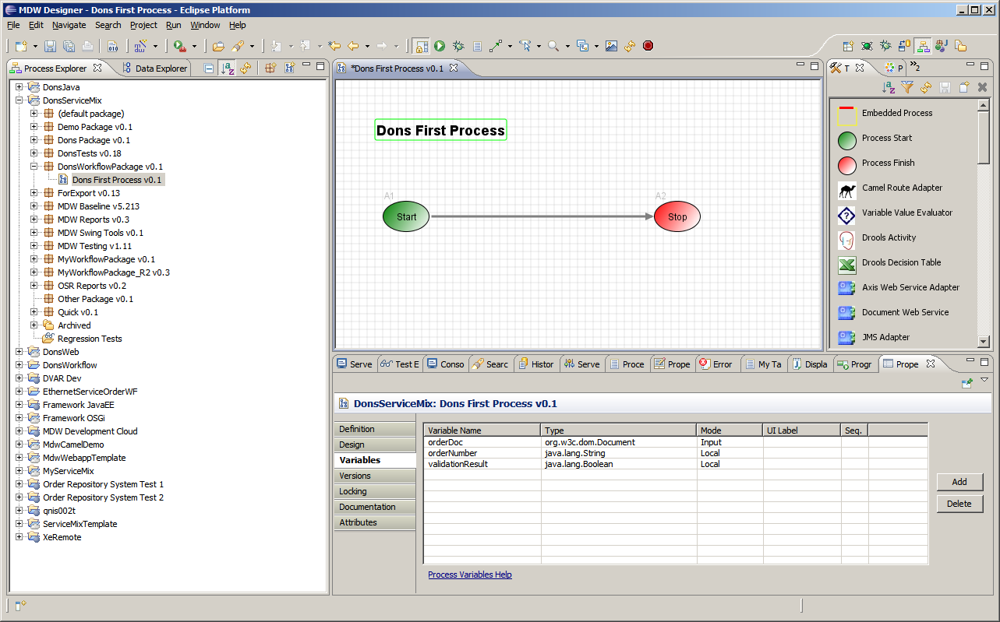 MDW Designer - Dons First Process - Eclipse Platform
File Edit Navigate Search Project Run Window Help
Process Explorer
Data Explorer
DonsJava
DonsServiceMix
(default package)
Demo Package v0.1
Dons Package v0.1
DonsTests v0.18
DonsWorkflowPackage v0.1
Dons First Process v0.1
ForExport v0.13
MDW Baseline v5.213
MDW Reports v0.3
MDW Swing Tools v0.1
MDW Testing v1.11
MyWorkflowPackage v0.1
MyWorkflowPackage_R2 v0.3
OSR Reports v0.2
Other Package v0.1
Quick v0.1
Archived
Regression Tests
DonsWeb
DonsWorkflow
DVAR Dev
EthernetServiceOrderWF
Framework JavaEE
Framework OSGi
MDW Development Cloud
MdwCamelDemo
MdwWebappTemplate
MyServiceMix
Order Repository System Test 1
Order Repository System Test 2
qnis002t
ServiceMixTemplate
XeRemote
*Dons First Process v0.1
Dons First Process
A1
Start
A2
Stop
T
P
»2
Embedded Process
Process Start
Process Finish
Camel Route Adapter
Variable Value Evaluator
Drools Activity
Drools Decision Table
Axis Web Service Adapter
Document Web Service
JMS Adapter
Serve Test E Conso Searc Histor Serve Proce Prope Error My Ta Displa Progr Prope
DonsServiceMix: Dons First Process v0.1
Definition
Design
Variables
Versions
Locking
Documentation
Attributes
Variable Name Type Mode UI Label Seq.
orderDoc org.w3c.dom.Document Input
orderNumber java.lang.String Local
validationResult java.lang.Boolean Local
Add
Delete
Process Variables Help